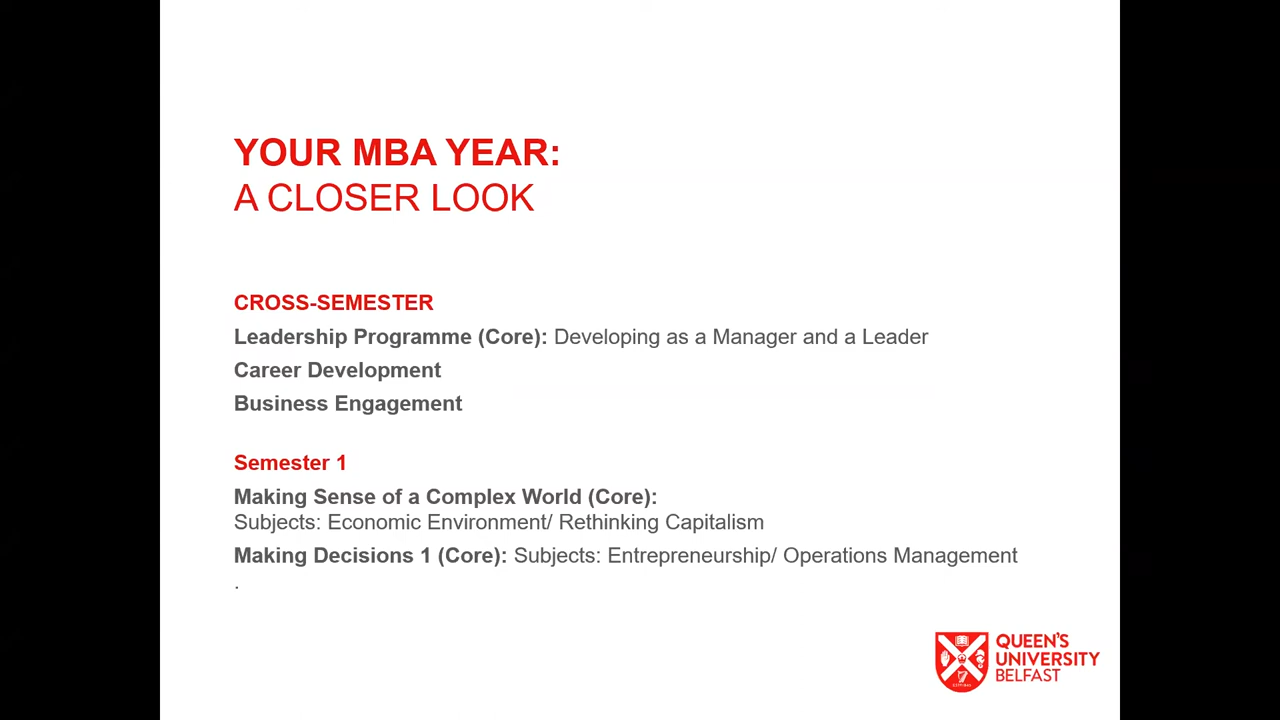 YOUR MBA YEAR:
A CLOSER LOOK
CROSS-SEMESTER
Leadership Programme (Core): Developing as a Manager and a Leader
Career Development
Business Engagement
Semester 1
Making Sense of a Complex World (Core):
Subjects: Economic Environment/ Rethinking Capitalism
Making Decisions 1 (Core): Subjects: Entrepreneurship/ Operations Management
.
QUEEN'S
UNIVERSITY
BELFAST